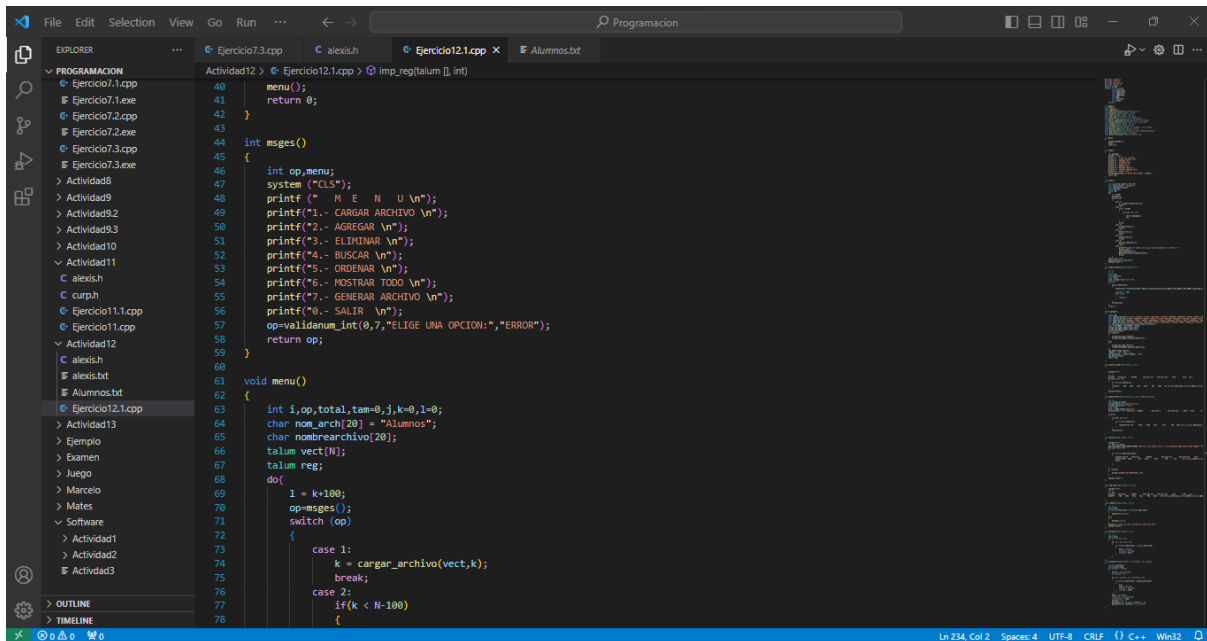 File Edit Selection View Go Run ··· ← → Programacion
EXPLORER ···
PROGRAMACION
Ejercicio7.1.cpp
Ejercicio7.1.exe
Ejercicio7.2.cpp
Ejercicio7.2.exe
Ejercicio7.3.cpp
Ejercicio7.3.exe
> Actividad8
> Actividad9
> Actividad9.2
> Actividad9.3
> Actividad10
Actividad11
C alexis.h
C curp.h
Ejercicio11.1.cpp
Ejercicio11.cpp
Actividad12
C alexis.h
alexis.txt
Alumnos.txt
Ejercicio12.1.cpp
> Actividad13
> Ejemplo
> Examen
> Juego
> Marcelo
> Mates
Software
> Actividad1
> Actividad2
Activdad3
> OUTLINE
> TIMELINE
Ejercicio7.3.cpp C alexis.h Ejercicio12.1.cpp × Alumnos.txt
Actividad12 > Ejercicio12.1.cpp > imp_reg(talum [], int)
40 menu();
41 return 0;
42 }
43
44 int msges()
45 {
46 int op,menu;
47 system ("CLS");
48 printf (" M E N U \n");
49 printf("1.- CARGAR ARCHIVO \n");
50 printf("2.- AGREGAR \n");
51 printf("3.- ELIMINAR \n");
52 printf("4.- BUSCAR \n");
53 printf("5.- ORDENAR \n");
54 printf("6.- MOSTRAR TODO \n");
55 printf("7.- GENERAR ARCHIVO \n");
56 printf("0.- SALIR \n");
57 op=validanum_int(0,7,"ELIGE UNA OPCION:","ERROR");
58 return op;
59 }
60
61 void menu()
62 {
63 int i,op,total,tam=0,j,k=0,l=0;
64 char nom_arch[20] = "Alumnos";
65 char nombrearchivo[20];
66 talum vect[N];
67 talum reg;
68 do{
69 l = k+100;
70 op=msges();
71 switch (op)
72 {
73 case 1:
74 k = cargar_archivo(vect,k);
75 break;
76 case 2:
77 if(k < N-100)
78 {
0 0 0 Ln 234, Col 2 Spaces: 4 UTF-8 CRLF {} C++ Win32